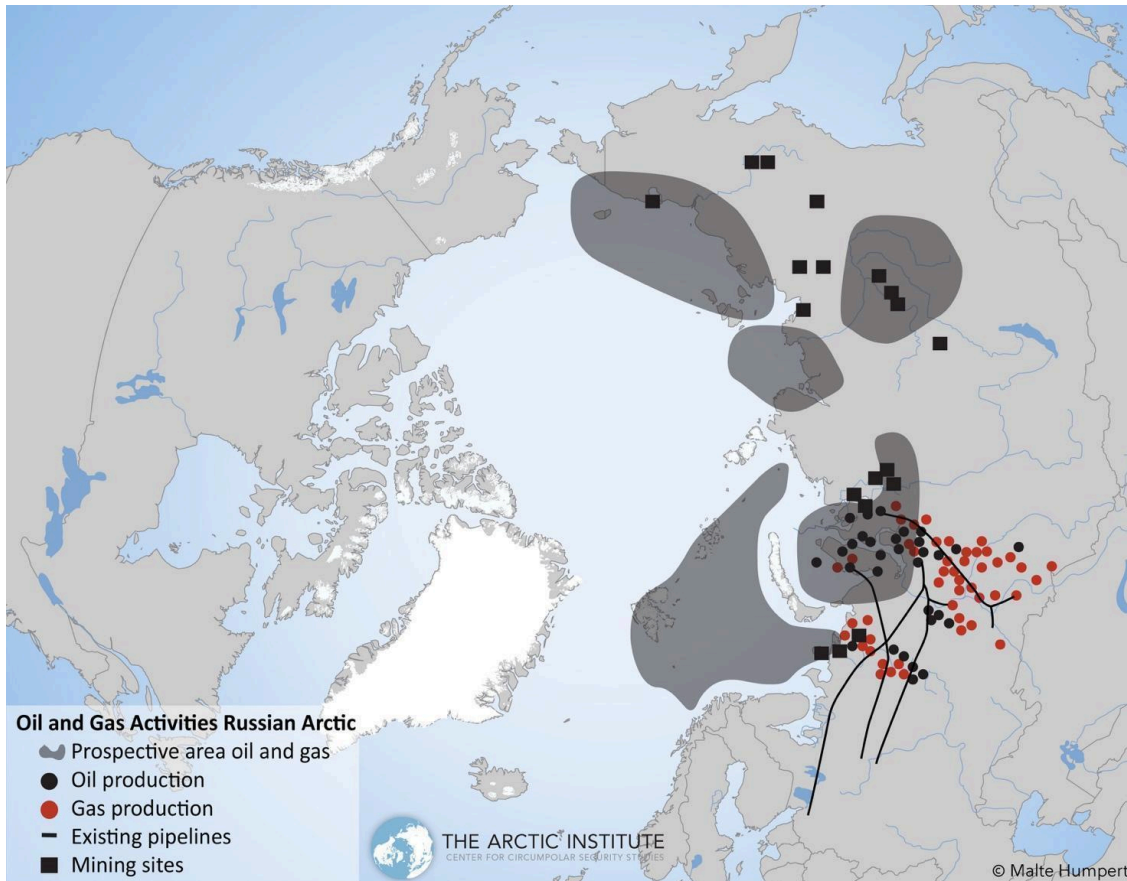 Oil and Gas Activities Russian Arctic
Prospective area oil and gas
Oil production
Gas production
Existing pipelines
Mining sites
THE ARCTIC INSTITUTE
CENTER FOR CIRCUMPOLAR SECURITY STUDIES
© Malte Humpert